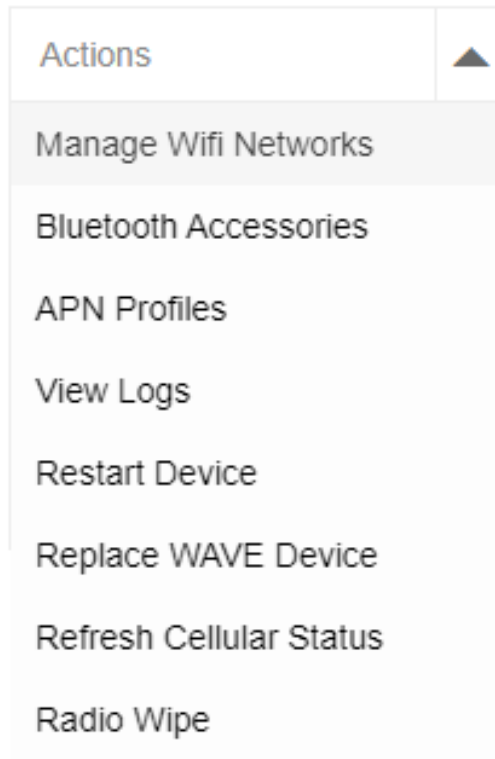 Actions
Manage Wifi Networks
Bluetooth Accessories
APN Profiles
View Logs
Restart Device
Replace WAVE Device
Refresh Cellular Status
Radio Wipe